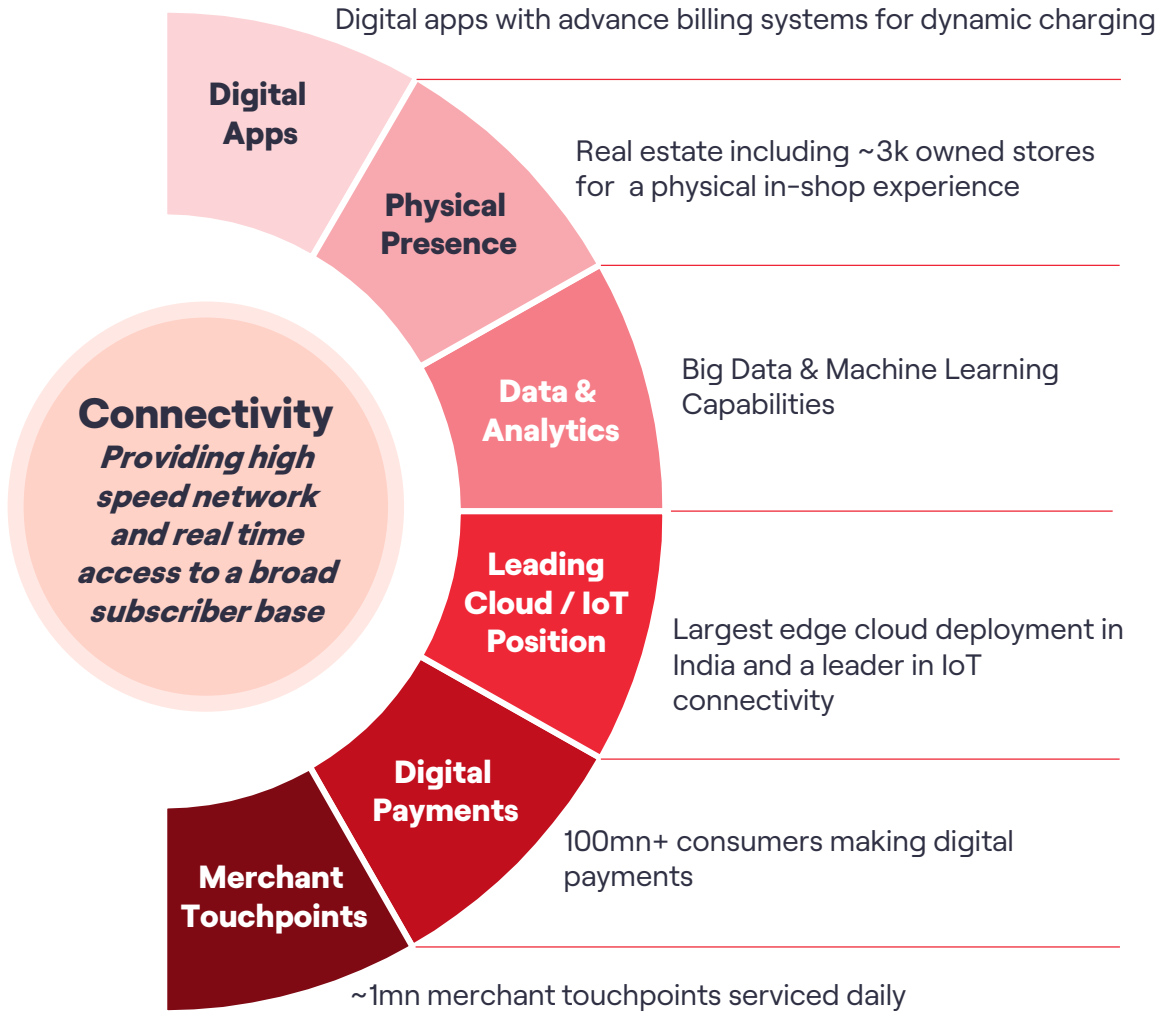 Digital apps with advance billing systems for dynamic charging
Digital
Apps
Real estate including ~3k owned stores
for a physical in-shop experience
Physical
Presence
Big Data & Machine Learning
Capabilities
Data &
Analytics
Connectivity
Providing high
speed network
and real time
access to a broad
subscriber base
Leading
Cloud / IoT
Position
Largest edge cloud deployment in
India and a leader in IoT
connectivity
Digital
Payments
100mn+ consumers making digital
payments
Merchant
Touchpoints
~1mn merchant touchpoints serviced daily